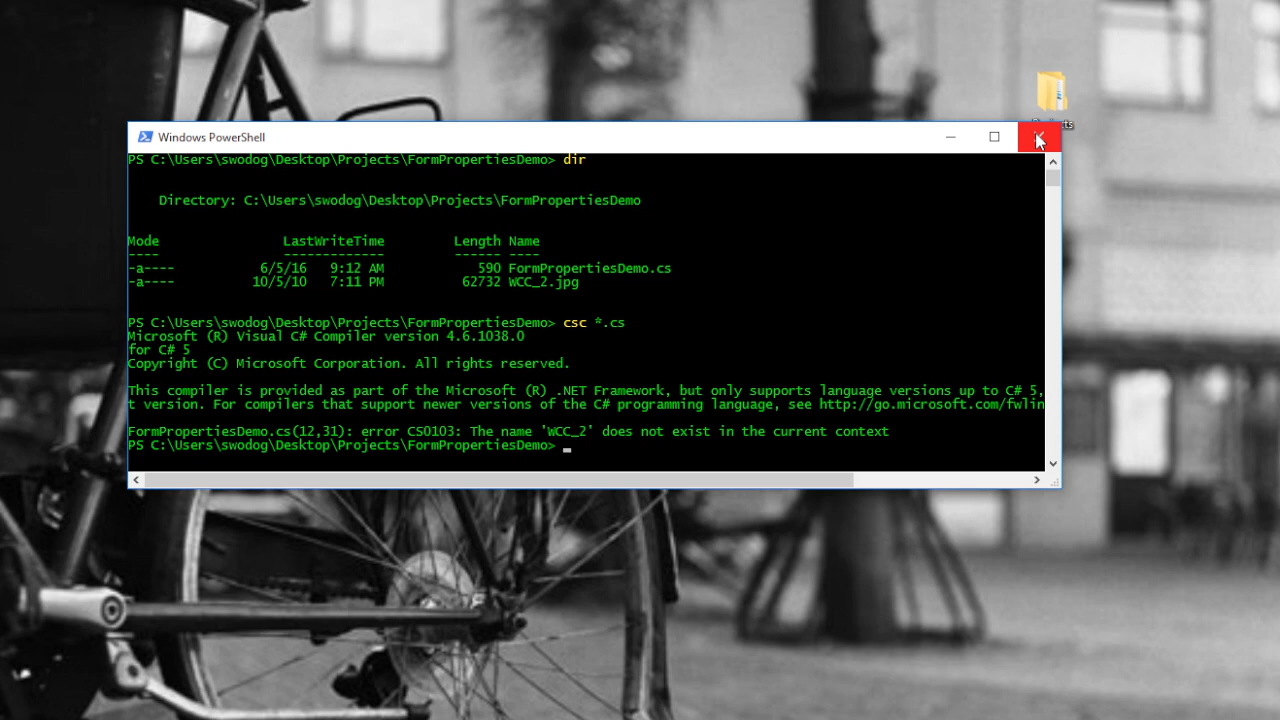 Windows PowerShell
PS C:\Users\swodog\Desktop\Projects\FormPropertiesDemo> dir
Directory: C:\Users\swodog\Desktop\Projects\FormPropertiesDemo
Mode LastWriteTime Length Name
---- ------------- ------ ----
-a---- 6/5/16 9:12 AM 590 FormPropertiesDemo.cs
-a---- 10/5/10 7:11 PM 62732 WCC_2.jpg
PS C:\Users\swodog\Desktop\Projects\FormPropertiesDemo> csc *.cs
Microsoft (R) Visual C# Compiler version 4.6.1038.0
for C# 5
Copyright (C) Microsoft Corporation. All rights reserved.
This compiler is provided as part of the Microsoft (R) .NET Framework, but only supports language versions up to C# 5,
t version. For compilers that support newer versions of the C# programming language, see http://go.microsoft.com/fwlin
FormPropertiesDemo.cs(12,31): error CS0103: The name 'WCC_2' does not exist in the current context
PS C:\Users\swodog\Desktop\Projects\FormPropertiesDemo>